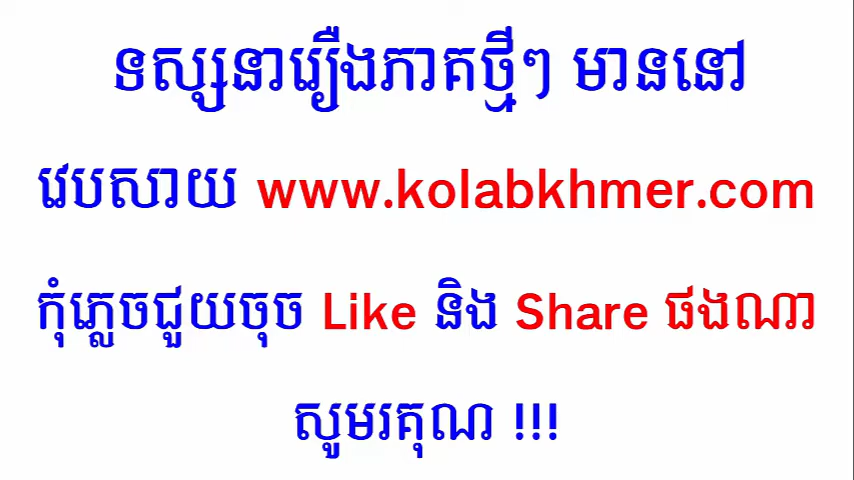 ទស្សនារឿងភាគថ្មីៗ មាននៅ
វេបសាយ www.kolabkhmer.com
កុំភ្លេចជួយចុច Like និង Share ផងណា
សូមរគុណ !!!